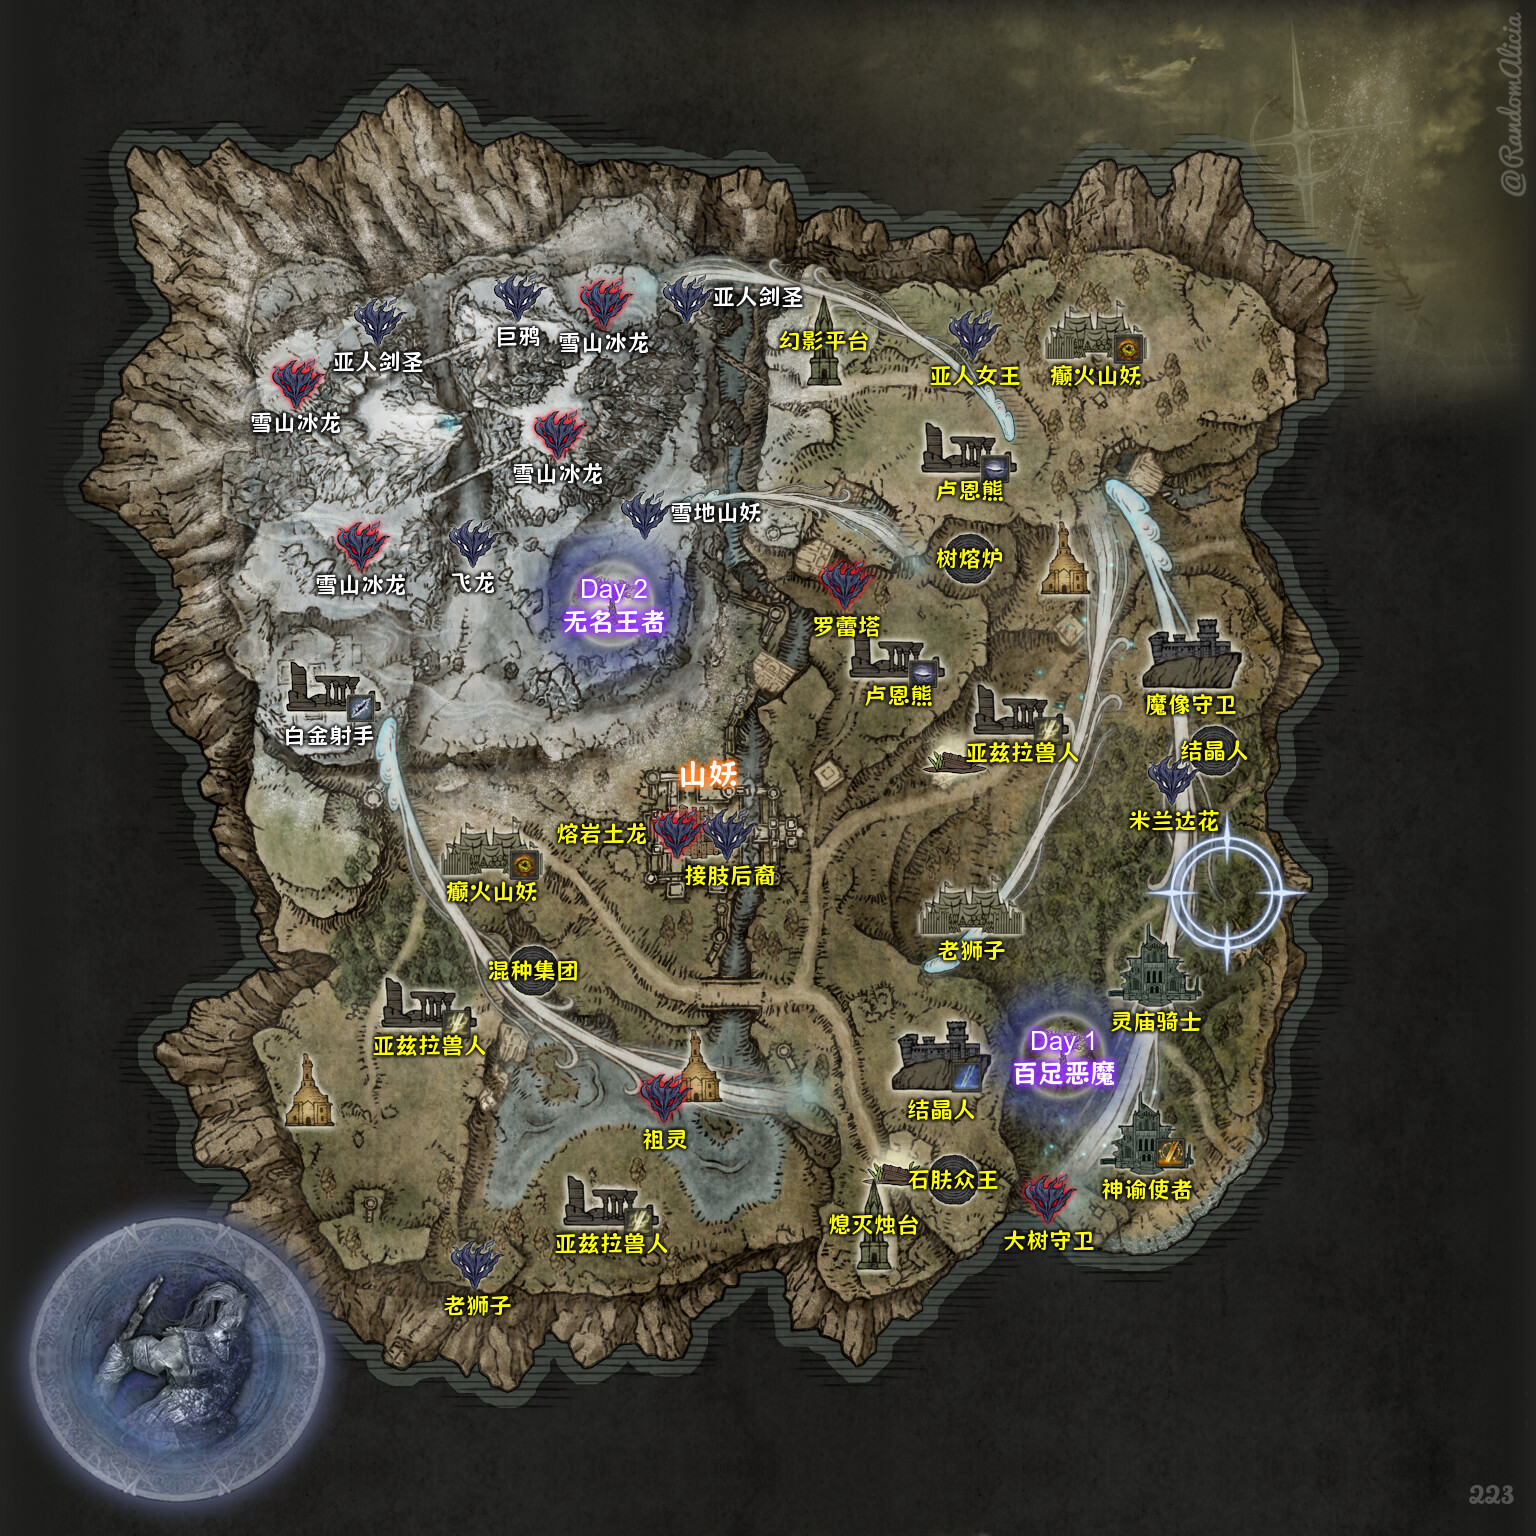 @RandomAlicia
亚人剑圣
巨鸦
雪山冰龙
亚人剑圣
幻影平台
亚人女王
癫火山妖
雪山冰龙
雪山冰龙
卢恩熊
雪地山妖
树熔炉
雪山冰龙
飞龙
Day 2
无名王者
罗蕾塔
卢恩熊
魔像守卫
白金射手
亚兹拉兽人
结晶人
山妖
米兰达花
熔岩土龙
接肢后裔
癫火山妖
老狮子
混种集团
灵庙骑士
亚兹拉兽人
Day 1
百足恶魔
结晶人
祖灵
石肤众王
神谕使者
熄灭烛台
大树守卫
亚兹拉兽人
老狮子
223